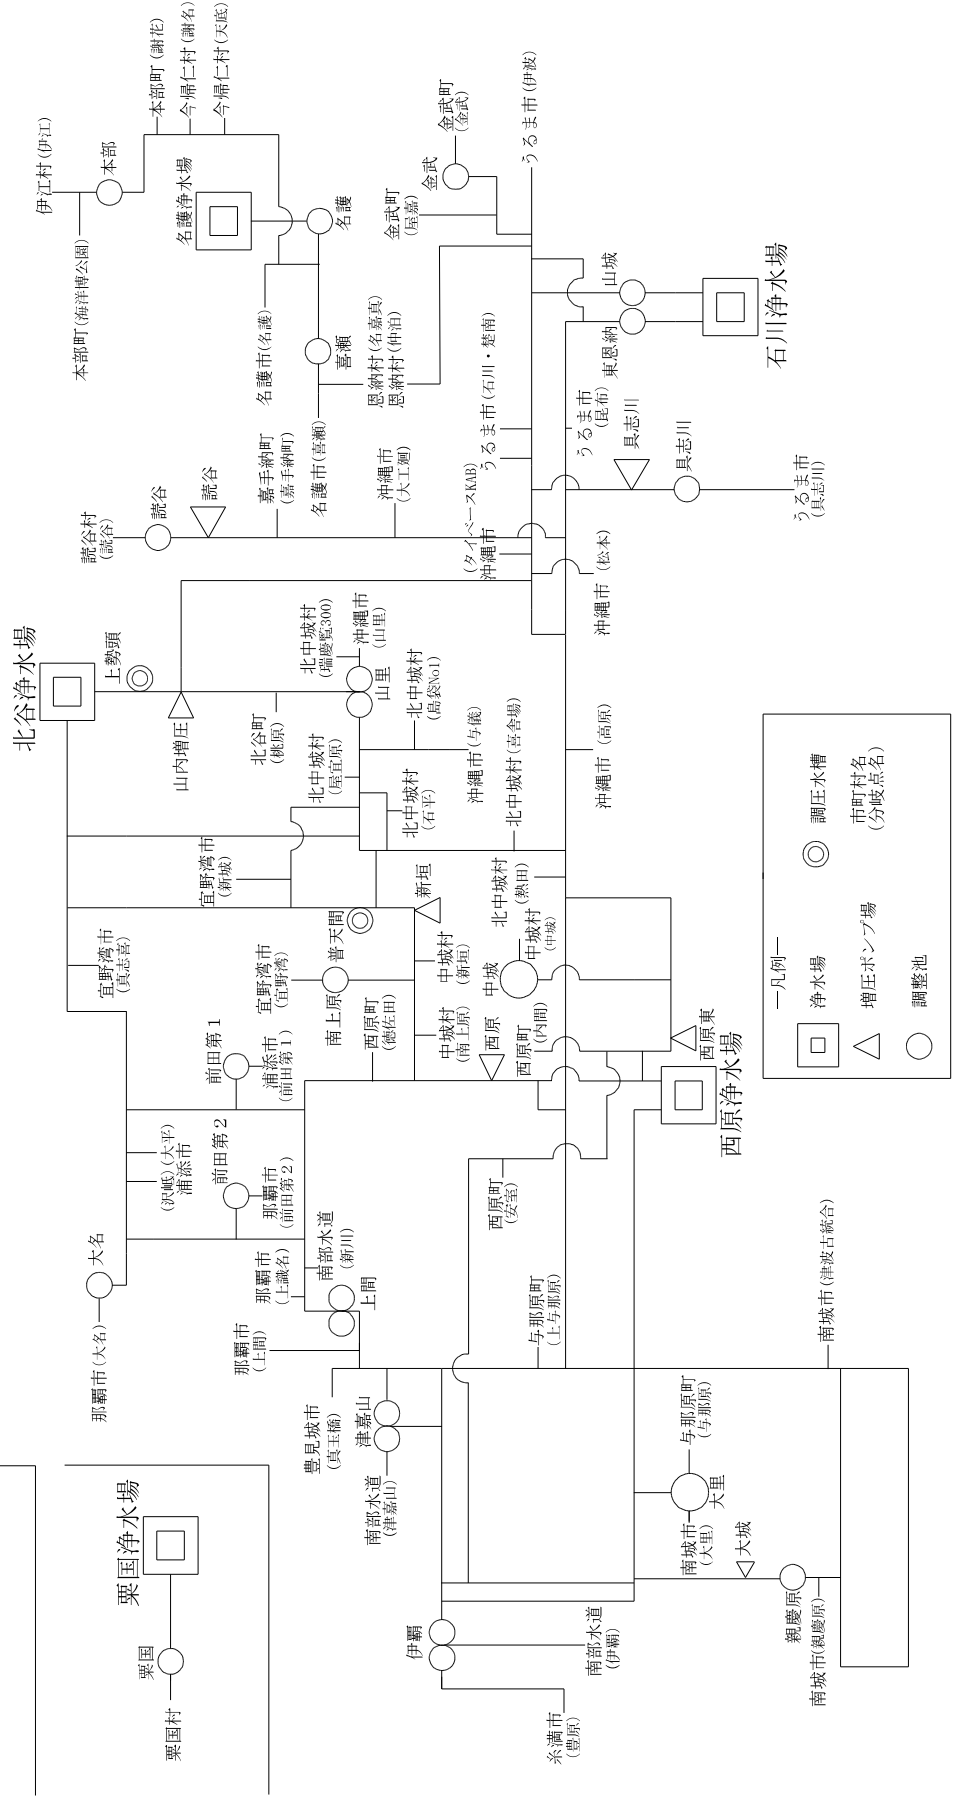 伊江村(伊江)
本部
本部町(海洋博公園)
本部町(謝花)
今帰仁村(謝名)
今帰仁村(天底)
名護浄水場
名護
名護市(名護)
喜瀬
名護市(喜瀬)
恩納村(名嘉真)
恩納村(仲泊)
金武町
(金武)
金武
金武町
(屋嘉)
うるま市(伊波)
山城
東恩納
石川浄水場
うるま市(石川・楚南)
うるま市
(昆布)
具志川
具志川
うるま市
(具志川)
読谷村
(読谷)
読谷
読谷
嘉手納町
(嘉手納町)
沖縄市
(大工廻)
(タイベースKAB)
沖縄市
沖縄市(松本)
北谷浄水場
上勢頭
山内増圧
北谷町
(桃原)
北中城村
(瑞慶覧300)
沖縄市
(山里)
山里
北中城村
(屋宜原)
北中城村
(島袋No1)
沖縄市(与儀)
北中城村
(石平)
北中城村(喜舎場)
沖縄市(高原)
宜野湾市
(新城)
普天間
新垣
北中城村
(熱田)
宜野湾市
(真志喜)
宜野湾市
(宜野湾)
南上原
中城村
(新垣)
中城
中城村
(中城)
西原町
(徳佐田)
中城村
(南上原)
西原
西原町
(内間)
西原東
西原浄水場
前田第1
浦添市
(前田第1)
(沢岻)(大平)
浦添市
前田第2
那覇市
(前田第2)
大名
那覇市(大名)
那覇市
(上識名)
南部水道
(新川)
上間
那覇市
(上間)
西原町
(安室)
与那原町
(上与那原)
豊見城市
(真玉橋)
津嘉山
南部水道
(津嘉山)
与那原町
(与那原)
大里
南城市
(大里)
大城
親慶原
南城市(親慶原)
南城市(津波古統合)
伊覇
南部水道
(伊覇)
糸満市
(豊原)
粟国浄水場
粟国
粟国村
―凡例―
浄水場
増圧ポンプ場
調整池
調圧水槽
市町村名
(分岐点名)